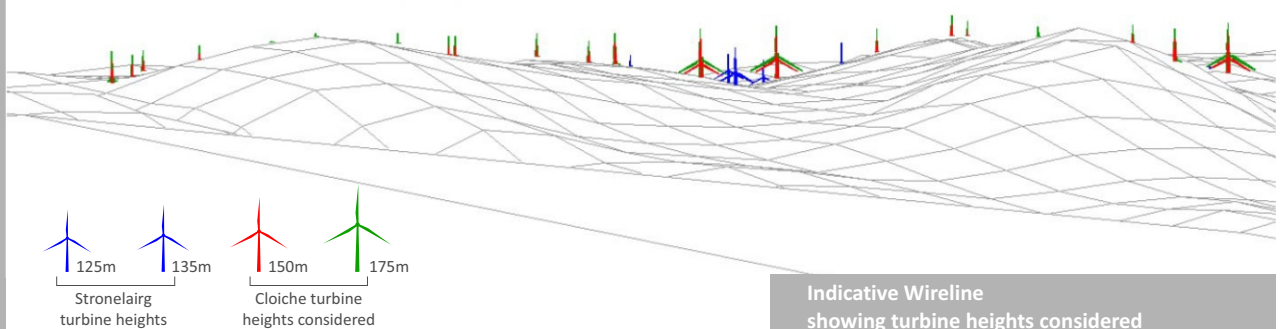 125m 135m 150m 175m
Stronelairg
turbine heights
Cloiche turbine
heights considered
Indicative Wireline
showing turbine heights considered